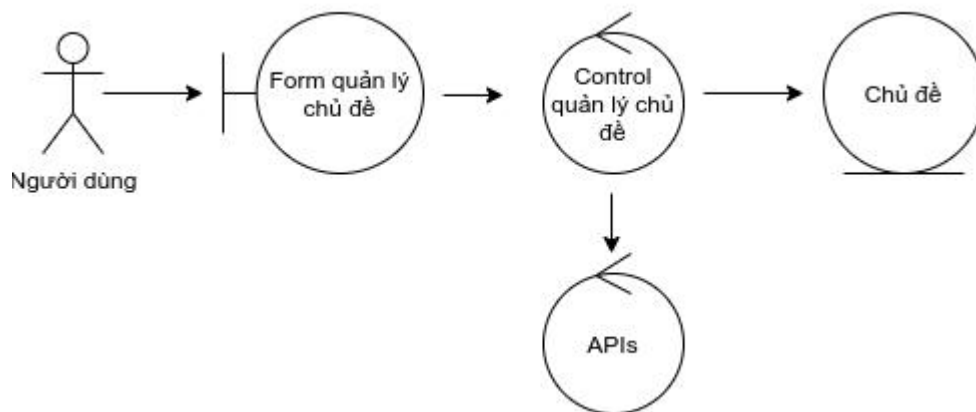 Form quản lý
chủ đề
Control
quản lý chủ
đề
Chủ đề
Người dùng
APIs